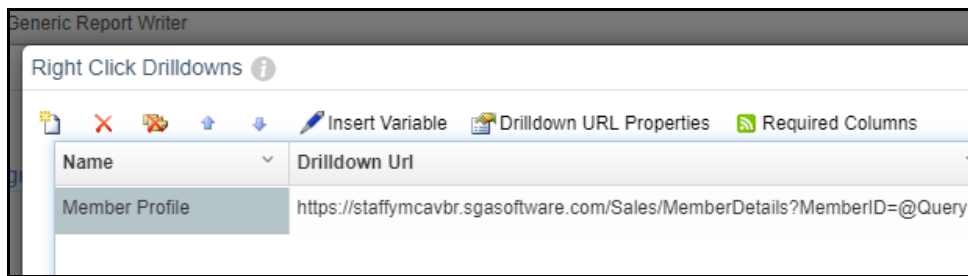 Generic Report Writer
Right Click Drilldowns
Insert Variable Drilldown URL Properties Required Columns
Name Drilldown Url
Member Profile https://staffymcavbr.sgasoftware.com/Sales/MemberDetails?MemberID=@Query